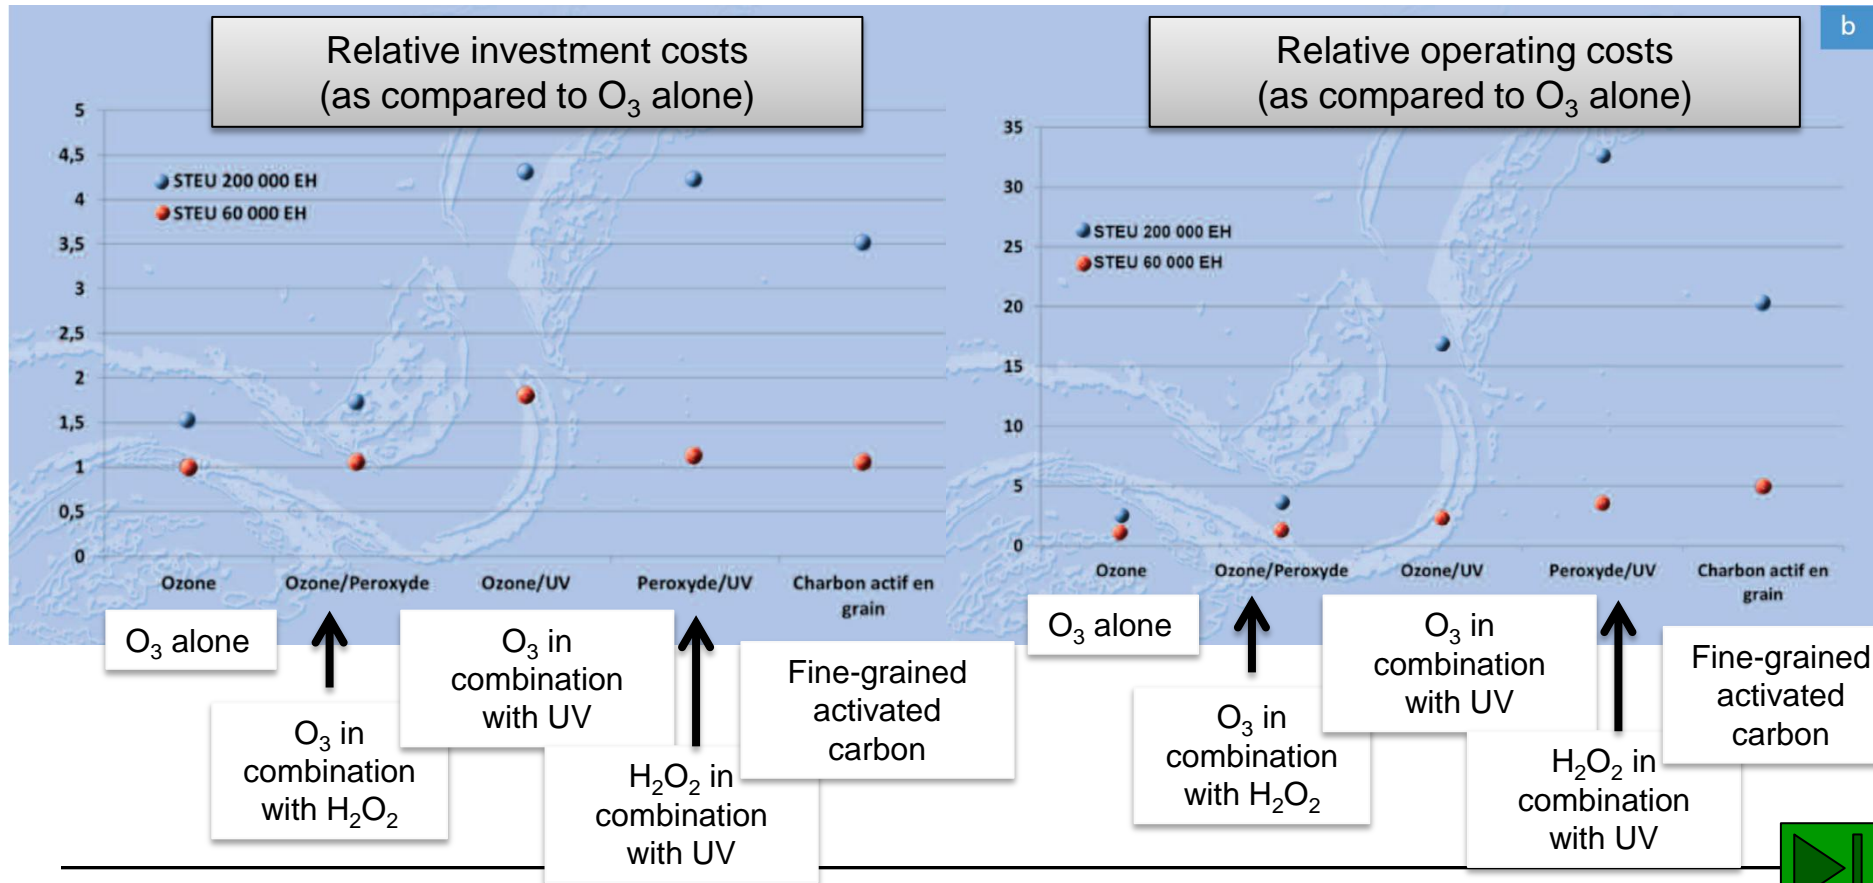 b
Relative investment costs
(as compared to O₃ alone)
5
4,5
4
3,5
3
2,5
2
1,5
1
0,5
0
STEU 200 000 EH
STEU 60 000 EH
Ozone
Ozone/Peroxyde
Ozone/UV
Peroxyde/UV
Charbon actif en
grain
O₃ alone
O₃ in
combination
with H₂O₂
O₃ in
combination
with UV
H₂O₂ in
combination
with UV
Fine-grained
activated
carbon
Relative operating costs
(as compared to O₃ alone)
35
30
25
20
15
10
5
0
STEU 200 000 EH
STEU 60 000 EH
Ozone
Ozone/Peroxyde
Ozone/UV
Peroxyde/UV
Charbon actif en
grain
O₃ alone
O₃ in
combination
with H₂O₂
O₃ in
combination
with UV
H₂O₂ in
combination
with UV
Fine-grained
activated
carbon